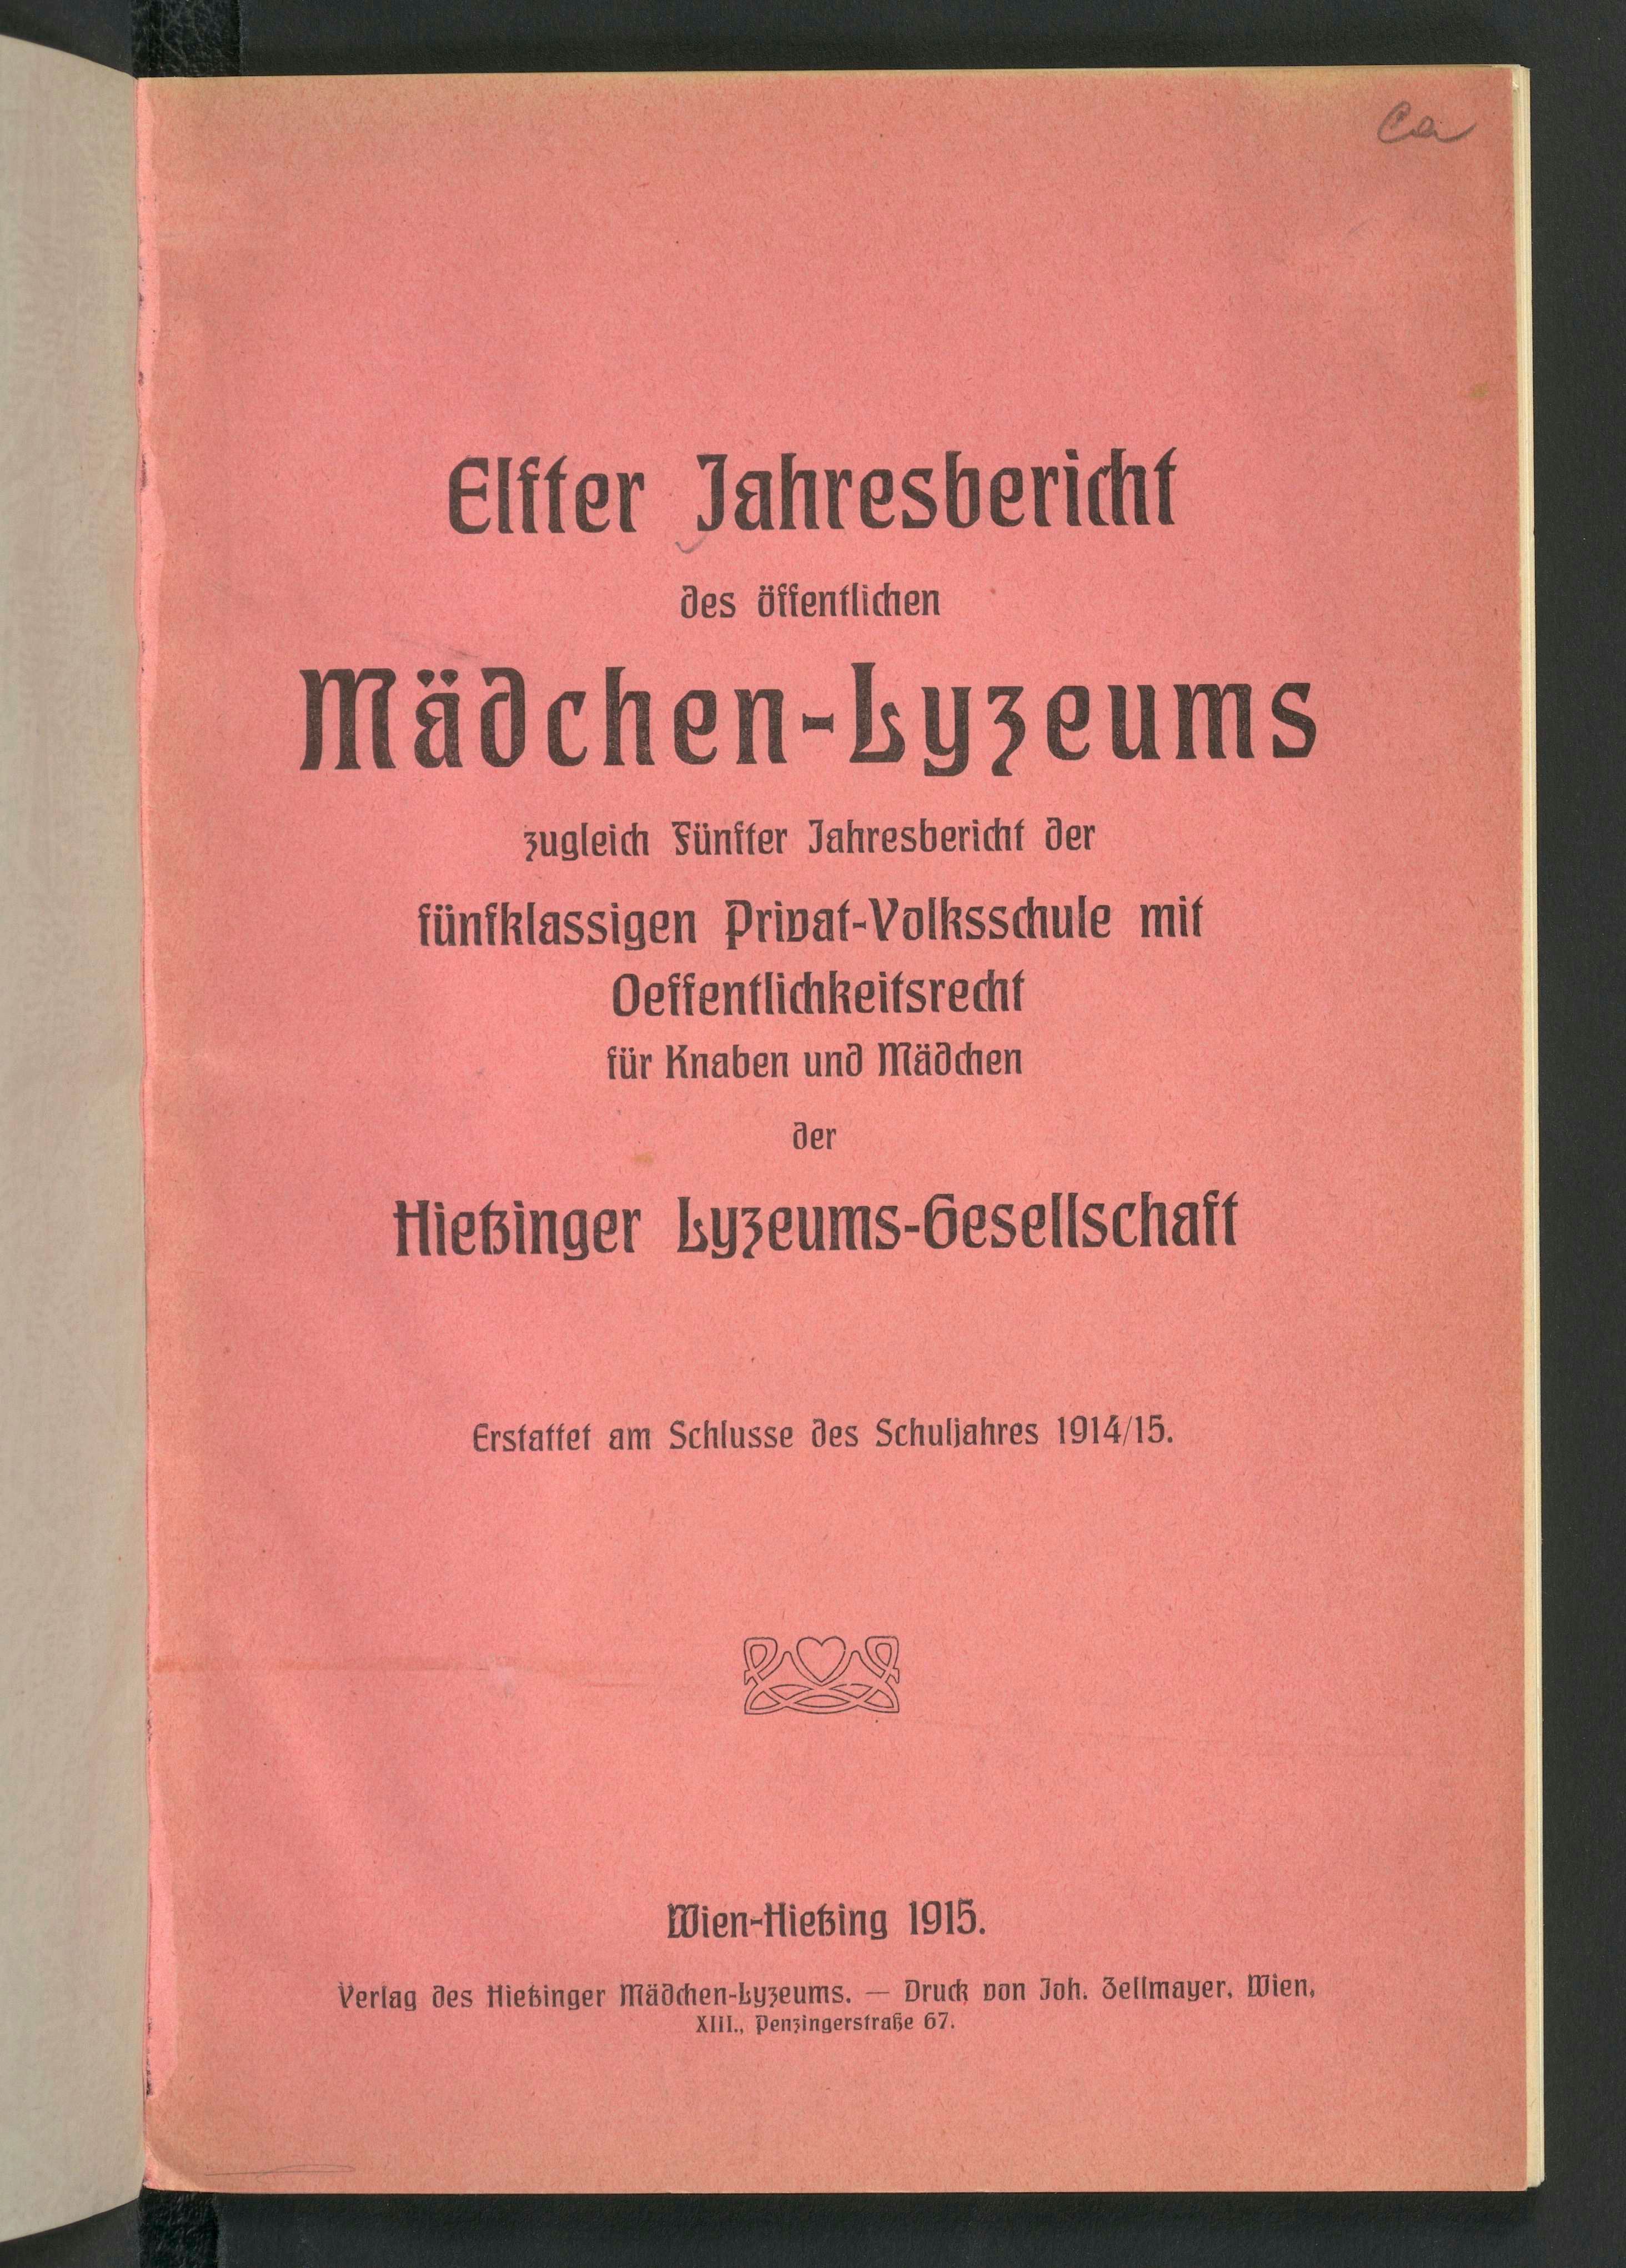 Ca
Elfter Jahresbericht
des öffentlichen
Mädchen-Lyzeums
zugleich Fünfter Jahresbericht der
fünfklassigen Privat-Volksschule mit
Oeffentlichkeitsrecht
für Knaben und Mädchen
der
Hietzinger Lyzeums-Gesellschaft
Erstattet am Schlusse des Schuljahres 1914/15.
Wien-Hietzing 1915.
Verlag des Hietzinger Mädchen-Lyzeums. — Druck von Joh. Zellmayer, Wien,
XIII., Penzingerstraße 67.